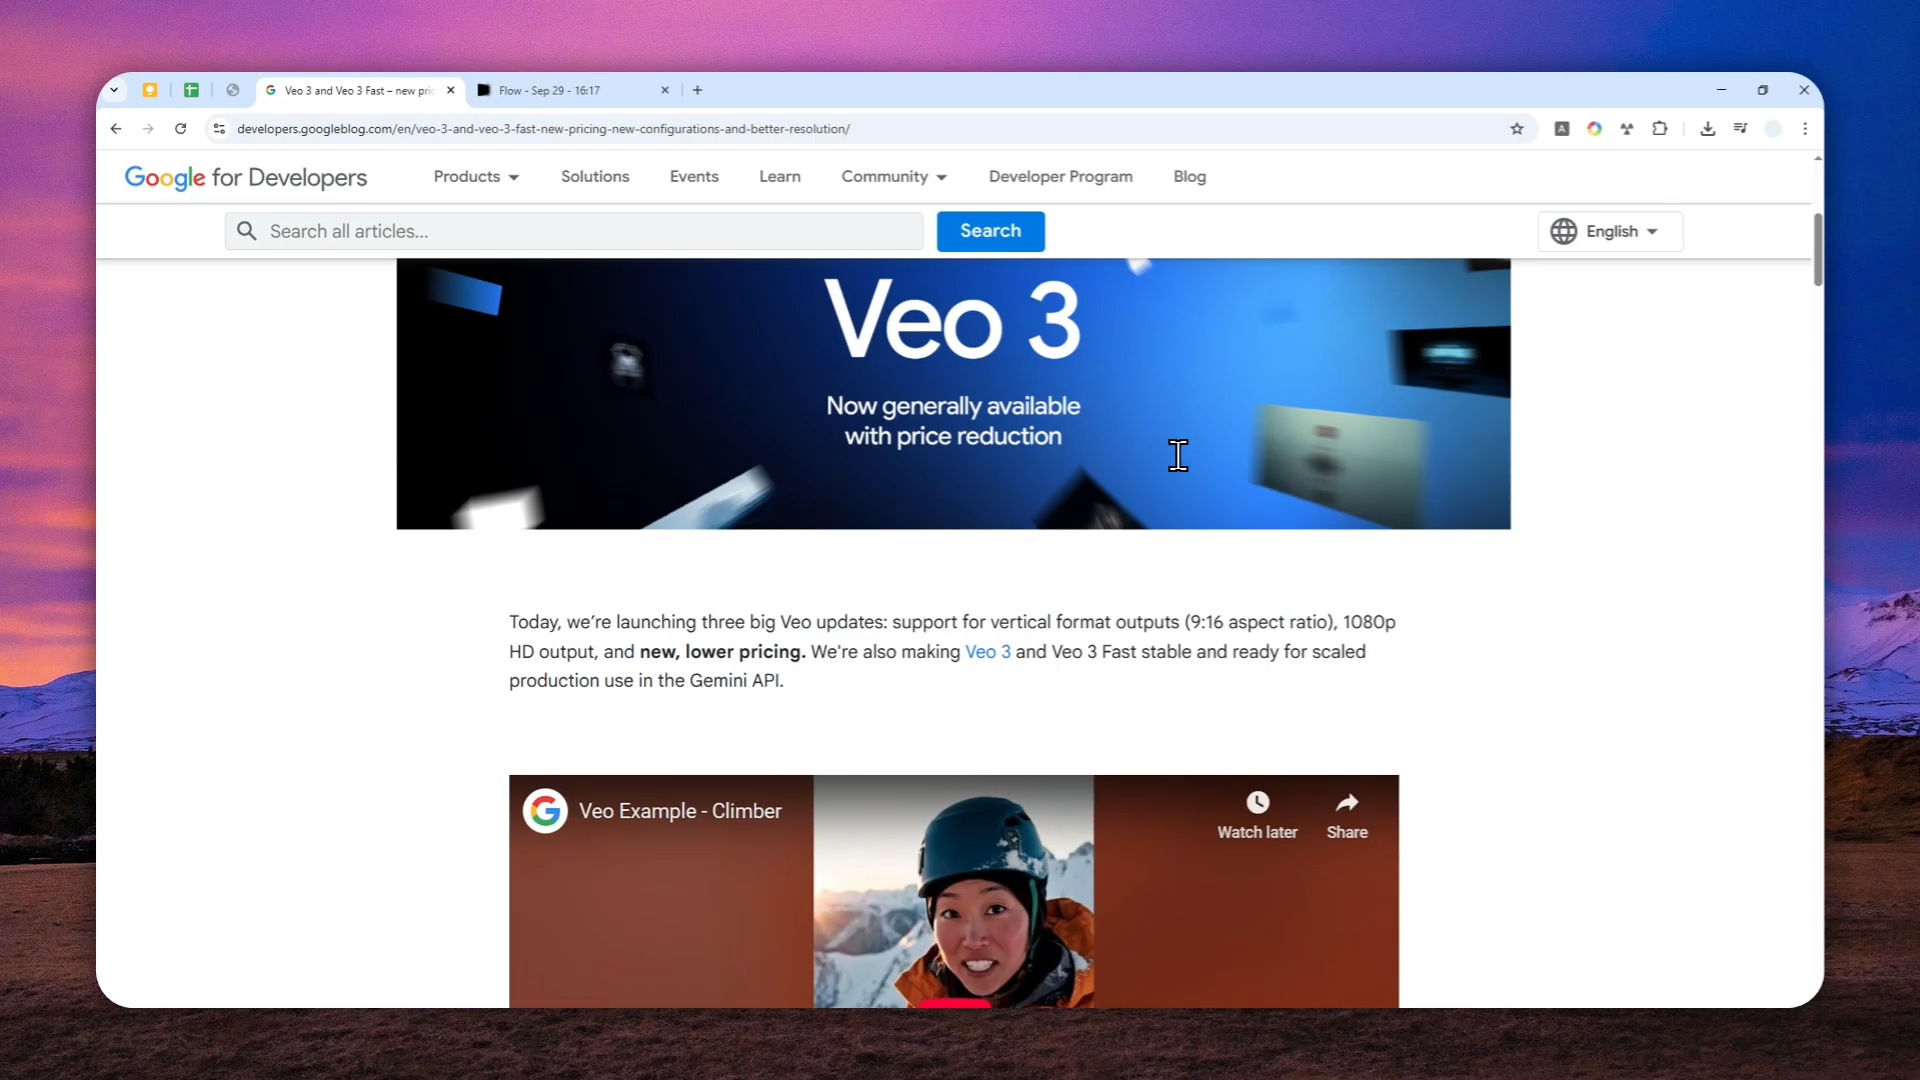 Veo 3 and Veo 3 Fast – new pric
Flow - Sep 29 - 16:17
developers.googleblog.com/en/veo-3-and-veo-3-fast-new-pricing-new-configurations-and-better-resolution/
Google for Developers
Products
Solutions
Events
Learn
Community
Developer Program
Blog
Search all articles...
Search
English
Veo 3
Now generally available
with price reduction
Today, we're launching three big Veo updates: support for vertical format outputs (9:16 aspect ratio), 1080p
HD output, and new, lower pricing. We're also making Veo 3 and Veo 3 Fast stable and ready for scaled
production use in the Gemini API.
Veo Example - Climber
Watch later
Share